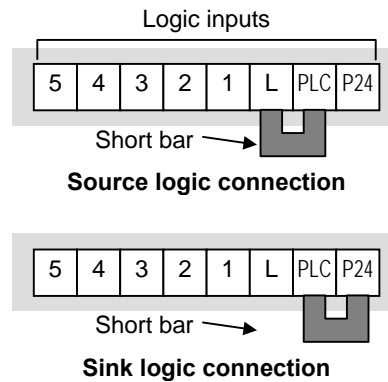 Logic inputs
5 4 3 2 1 L PLC P24
Short bar
Source logic connection
5 4 3 2 1 L PLC P24
Short bar
Sink logic connection